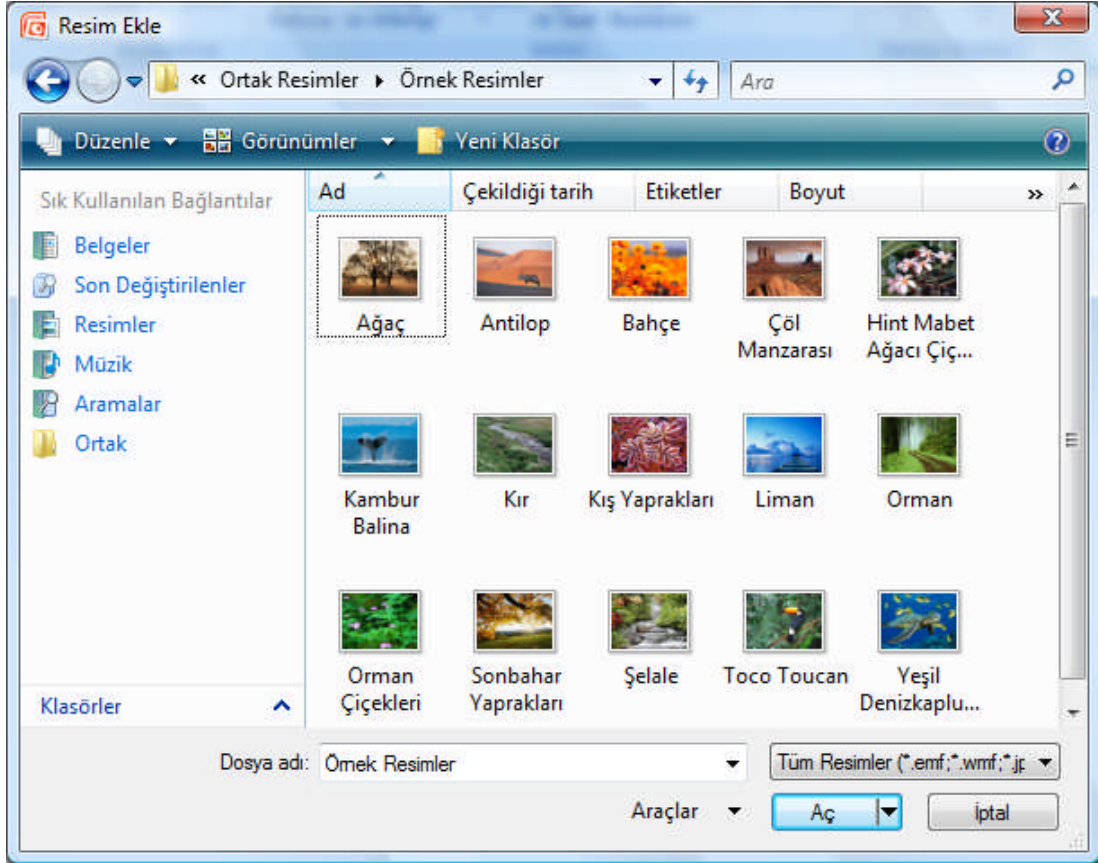 Resim Ekle
« Ortak Resimler ▸ Örnek Resimler
Ara
Düzenle
Görünümler
Yeni Klasör
Sık Kullanılan Bağlantılar
Belgeler
Son Değiştirilenler
Resimler
Müzik
Aramalar
Ortak
Klasörler
Ad
Çekildiği tarih
Etiketler
Boyut
»
Ağaç
Antilop
Bahçe
Çöl
Manzarası
Hint Mabet
Ağacı Çiç...
Kambur
Balina
Kır
Kış Yaprakları
Liman
Orman
Orman
Çiçekleri
Sonbahar
Yaprakları
Şelale
Toco Toucan
Yeşil
Denizkaplu...
Dosya adı:
Örnek Resimler
Tüm Resimler (*.emf;*.wmf;*.jp
Araçlar
Aç
İptal